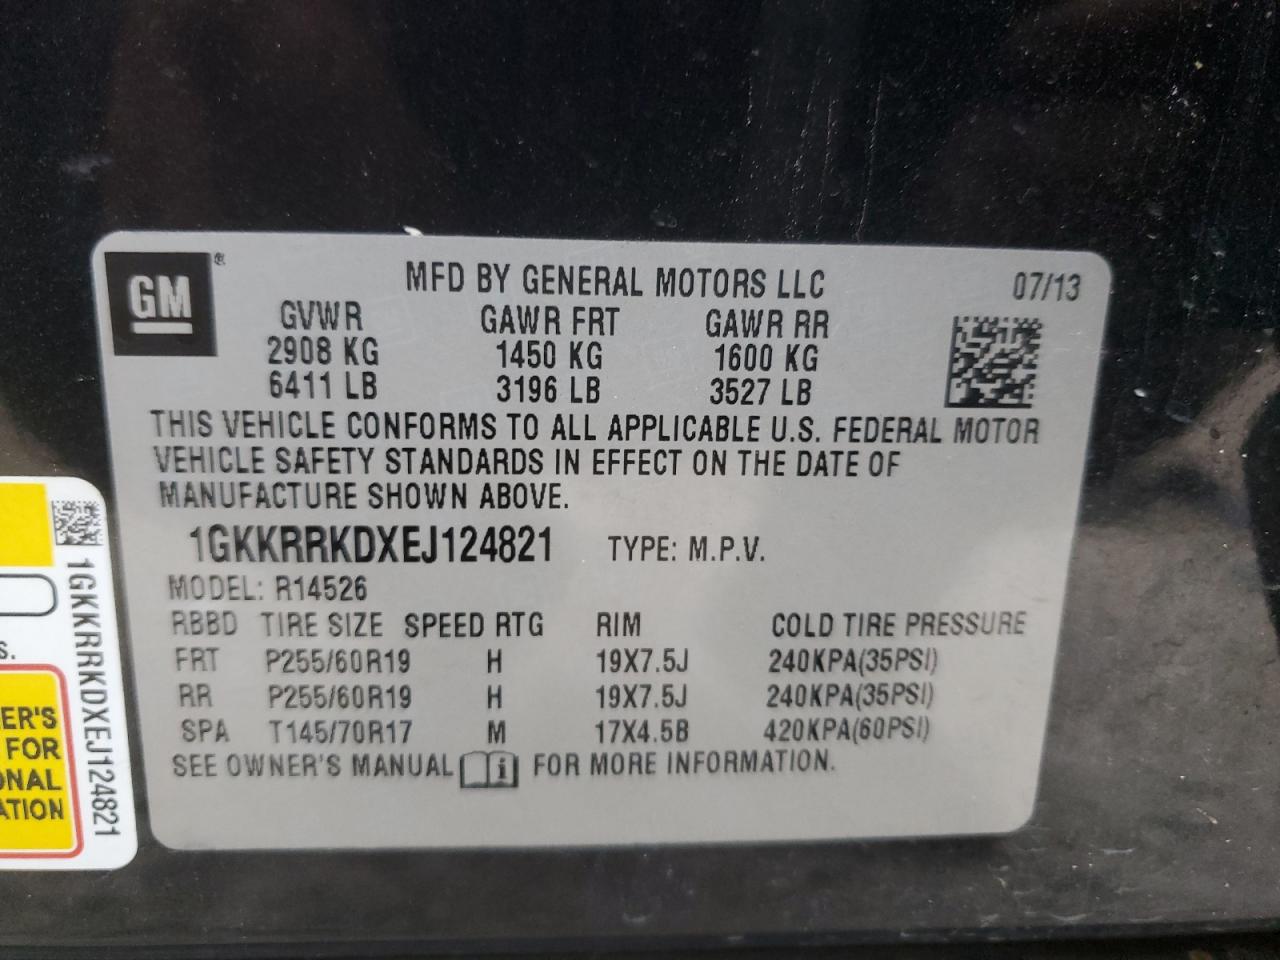 GM®
MFD BY GENERAL MOTORS LLC 07/13
GVWR GAWR FRT GAWR RR
2908 KG 1450 KG 1600 KG
6411 LB 3196 LB 3527 LB
THIS VEHICLE CONFORMS TO ALL APPLICABLE U.S. FEDERAL MOTOR
VEHICLE SAFETY STANDARDS IN EFFECT ON THE DATE OF
MANUFACTURE SHOWN ABOVE.
1GKKRRKDXEJ124821 TYPE: M.P.V.
MODEL: R14526
RBBD TIRE SIZE SPEED RTG RIM COLD TIRE PRESSURE
FRT P255/60R19 H 19X7.5J 240KPA(35PSI)
RR P255/60R19 H 19X7.5J 240KPA(35PSI)
SPA T145/70R17 M 17X4.5B 420KPA(60PSI)
SEE OWNER'S MANUAL i FOR MORE INFORMATION.
1GKKRRKDXEJ124821
S.
ER'S
FOR
ONAL
ATION